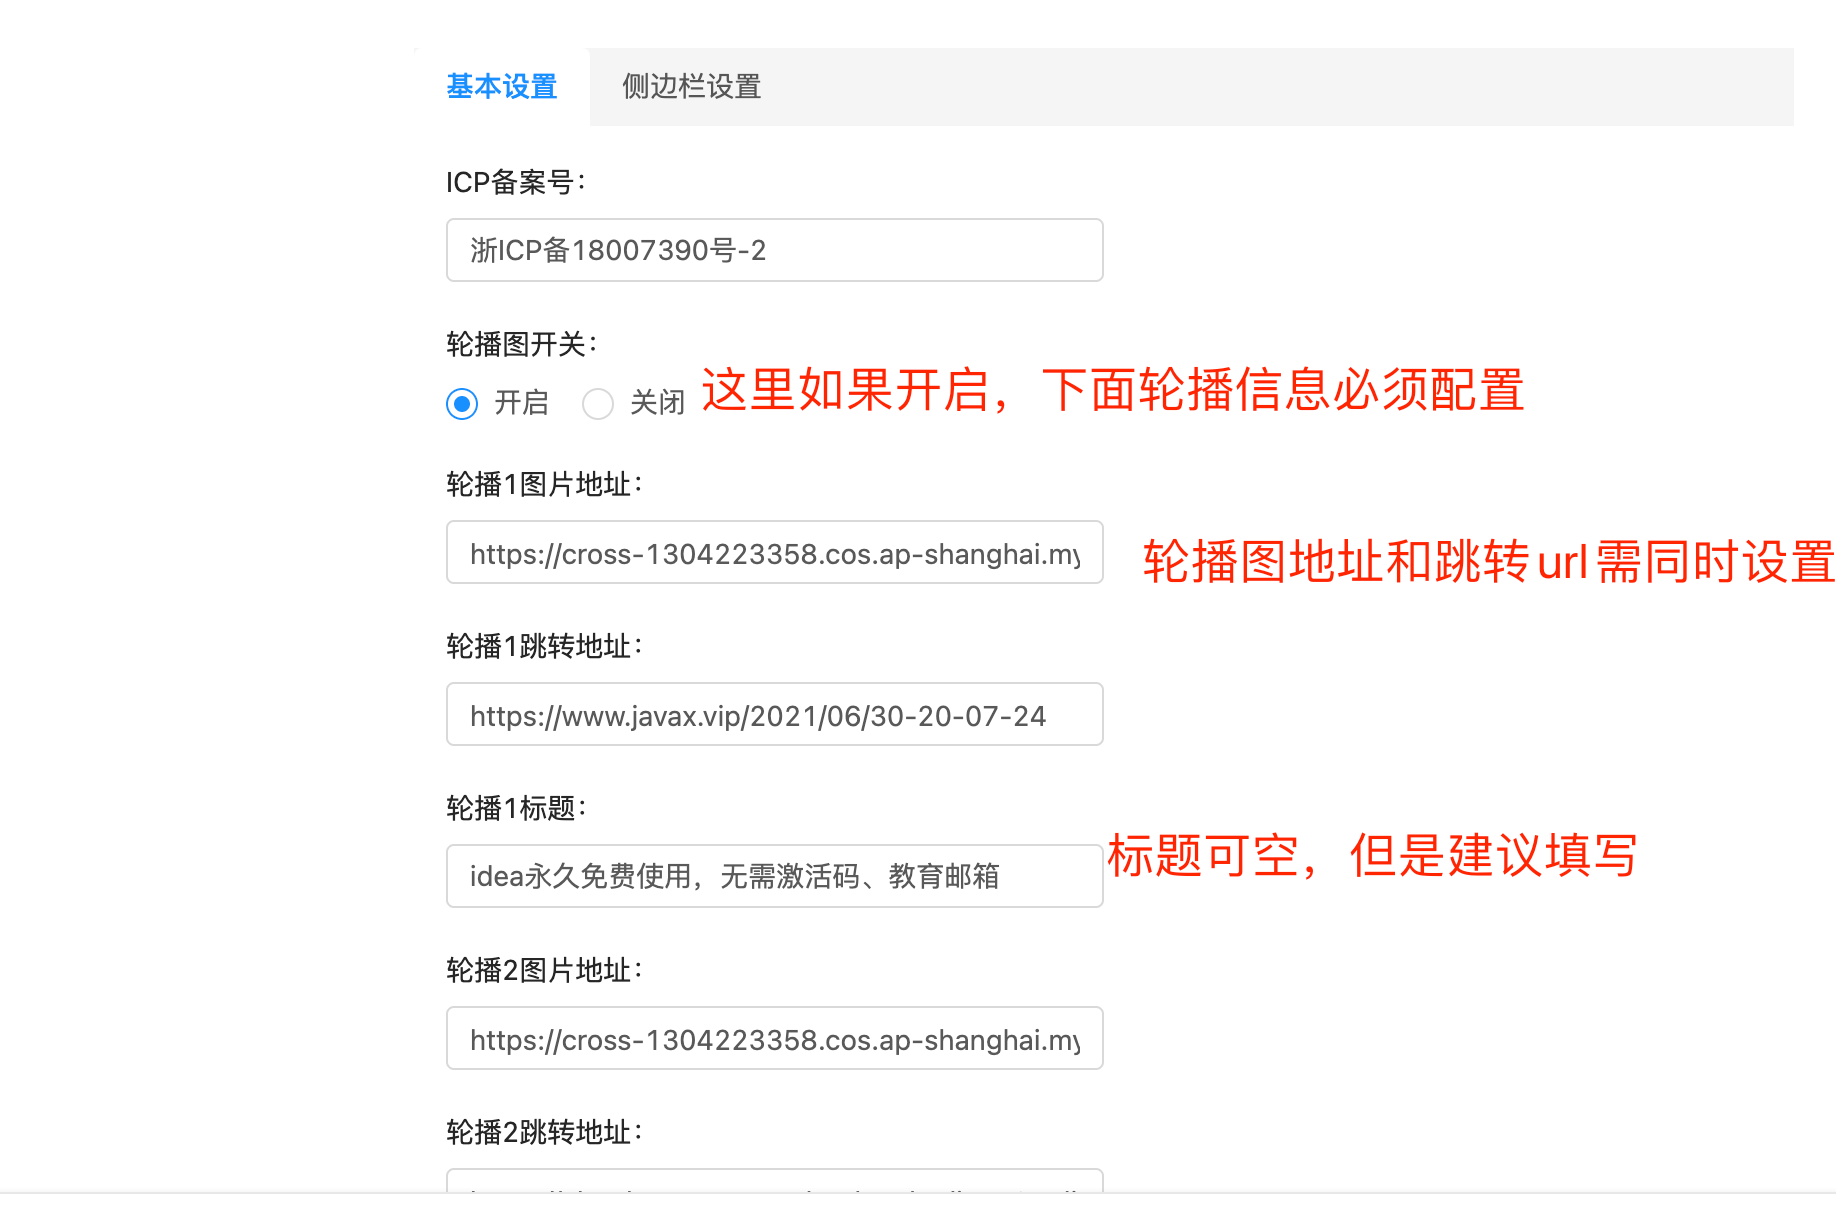 基本设置 侧边栏设置
ICP备案号：
浙ICP备18007390号-2
轮播图开关：
开启 关闭 这里如果开启，下面轮播信息必须配置
轮播1图片地址：
https://cross-1304223358.cos.ap-shanghai.my
轮播图地址和跳转url需同时设置
轮播1跳转地址：
https://www.javax.vip/2021/06/30-20-07-24
轮播1标题：
idea永久免费使用，无需激活码、教育邮箱
标题可空，但是建议填写
轮播2图片地址：
https://cross-1304223358.cos.ap-shanghai.my
轮播2跳转地址：